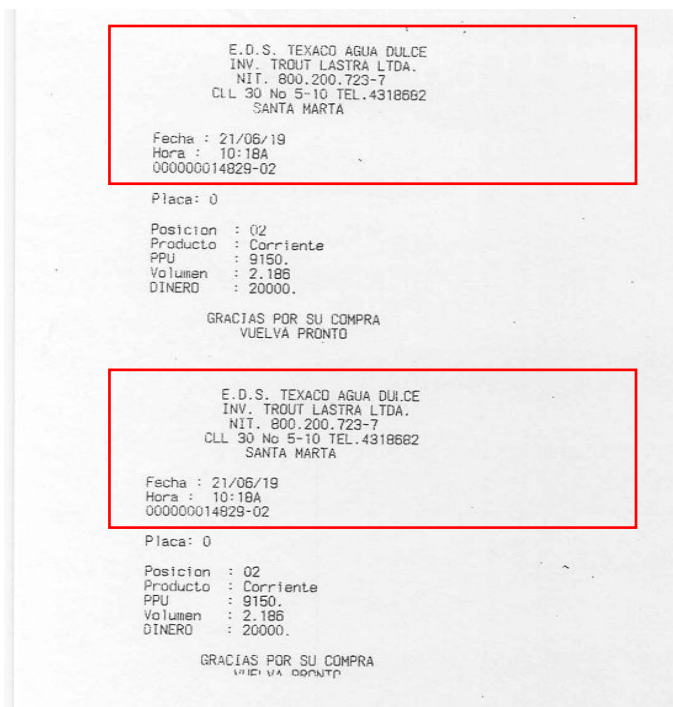 E.D.S. TEXACO AGUA DULCE
INV. TROUT LASTRA LTDA.
NIT. 800.200.723-7
CLL 30 No 5-10 TEL.4318682
SANTA MARTA
Fecha : 21/06/19
Hora : 10:18A
000000014829-02
Placa: 0
Posicion : 02
Producto : Corriente
PPU : 9150.
Volumen : 2.186
DINERO : 20000.
GRACIAS POR SU COMPRA
VUELVA PRONTO
E.D.S. TEXACO AGUA DULCE
INV. TROUT LASTRA LTDA.
NIT. 800.200.723-7
CLL 30 No 5-10 TEL.4318682
SANTA MARTA
Fecha : 21/06/19
Hora : 10:18A
000000014829-02
Placa: 0
Posicion : 02
Producto : Corriente
PPU : 9150.
Volumen : 2.186
DINERO : 20000.
GRACIAS POR SU COMPRA
VUELVA PRONTO